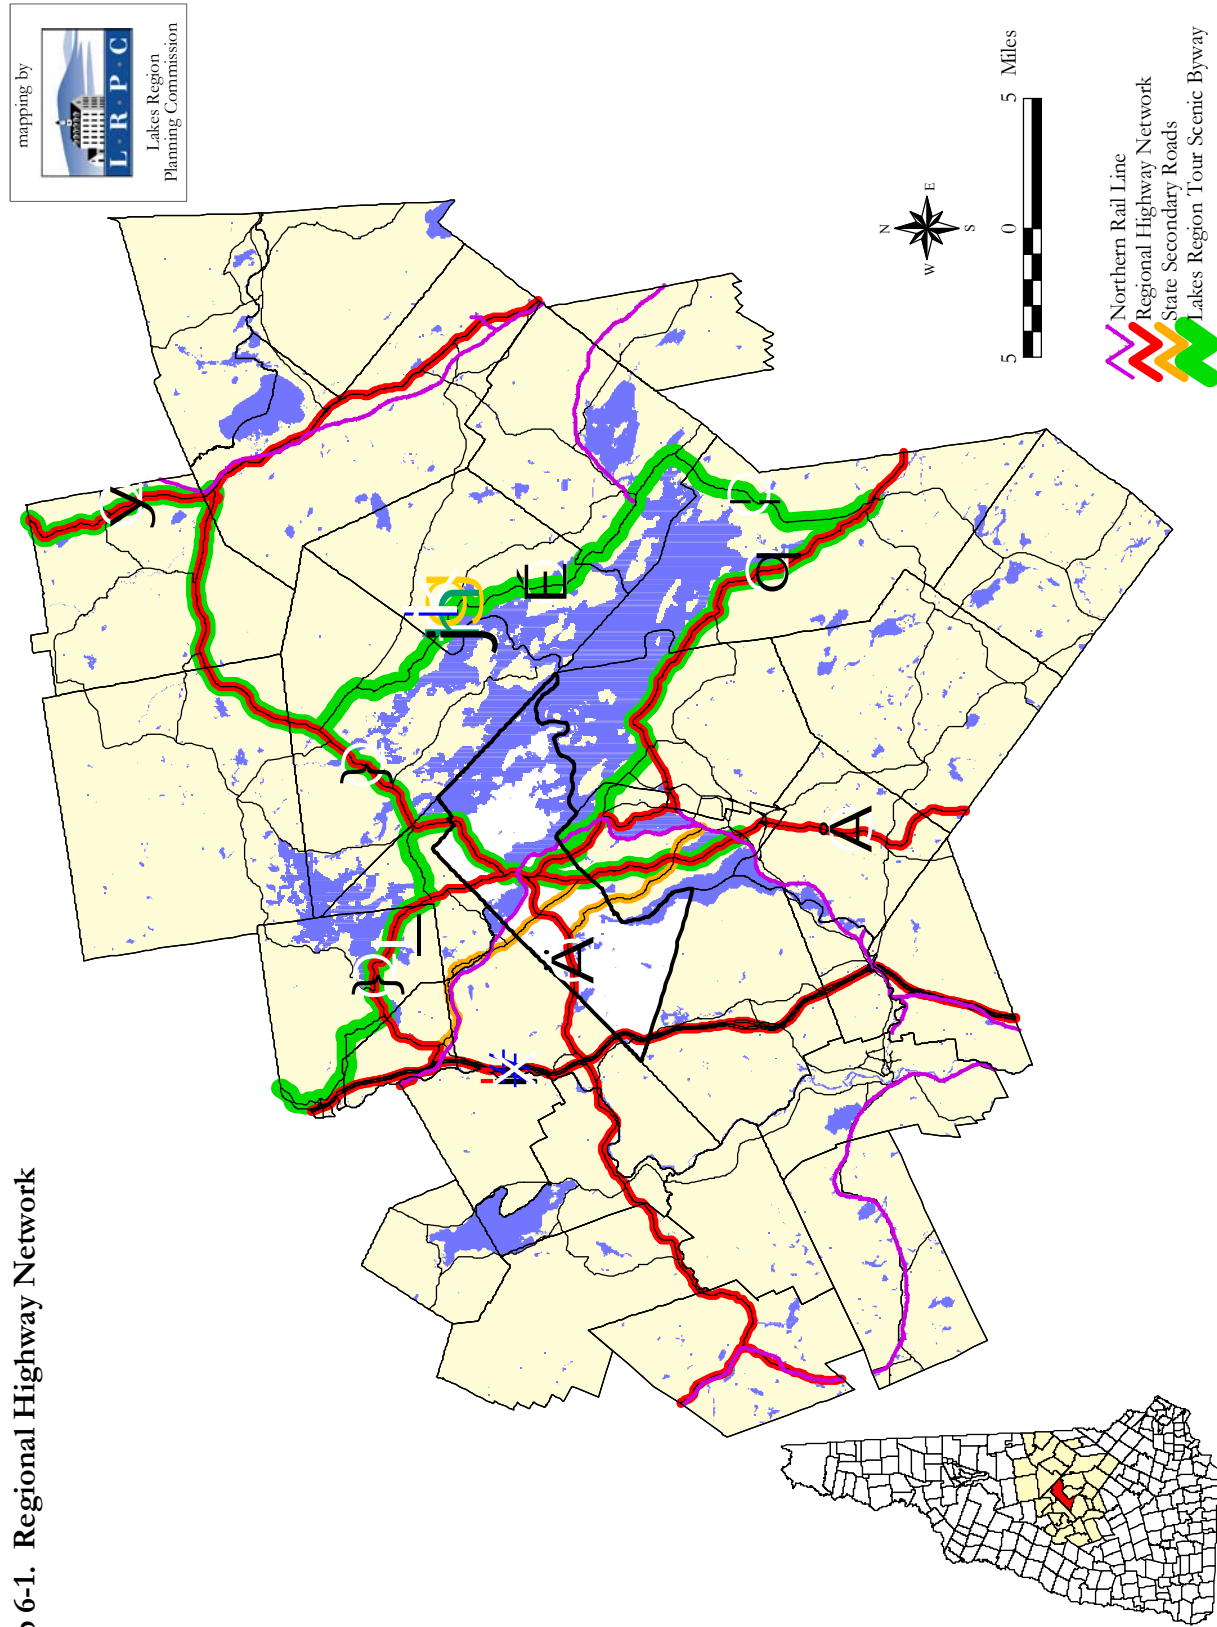 6-1. Regional Highway Network
mapping by
L·R·P·C
Lakes Region
Planning Commission
N
W
E
S
5 0 5 Miles
Northern Rail Line
Regional Highway Network
State Secondary Roads
Lakes Region Tour Scenic Byway